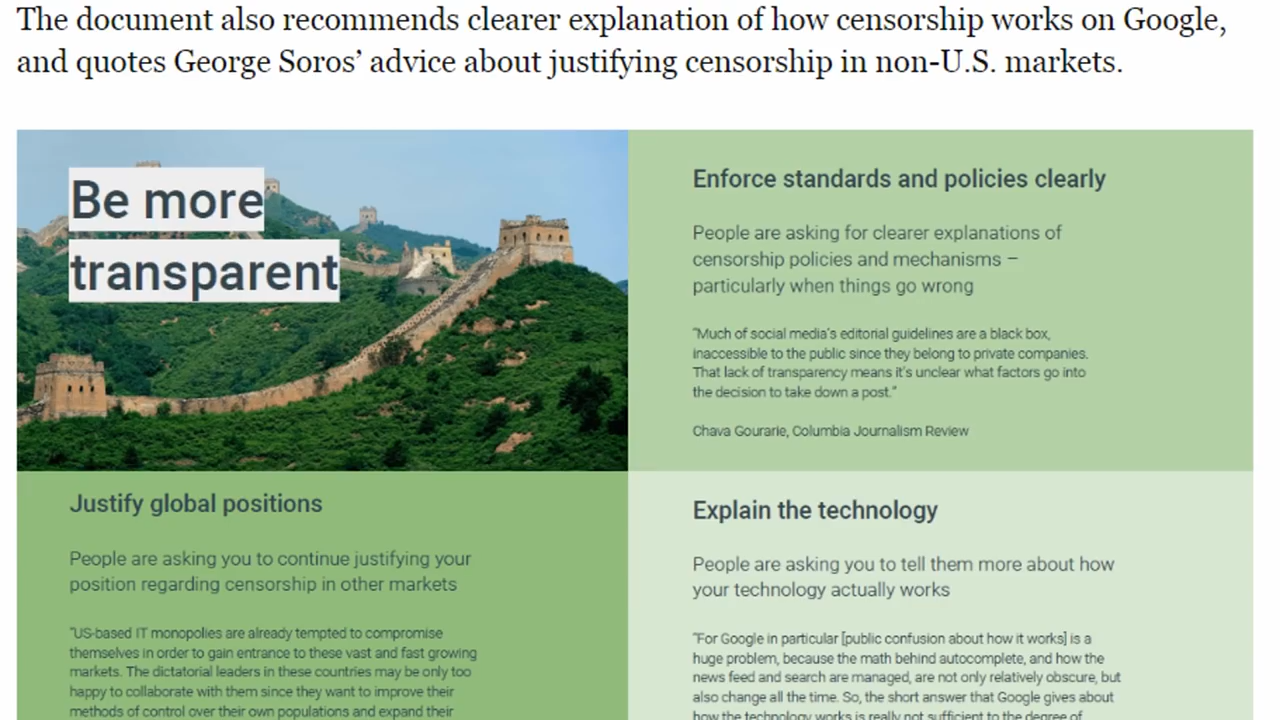 The document also recommends clearer explanation of how censorship works on Google,
and quotes George Soros’ advice about justifying censorship in non-U.S. markets.
Be more
transparent
Enforce standards and policies clearly
People are asking for clearer explanations of
censorship policies and mechanisms –
particularly when things go wrong
“Much of social media’s editorial guidelines are a black box,
inaccessible to the public since they belong to private companies.
That lack of transparency means it’s unclear what factors go into
the decision to take down a post.”
Chava Gourarie, Columbia Journalism Review
Justify global positions
People are asking you to continue justifying your
position regarding censorship in other markets
“US-based IT monopolies are already tempted to compromise
themselves in order to gain entrance to these vast and fast growing
markets. The dictatorial leaders in these countries may be only too
happy to collaborate with them since they want to improve their
methods of control over their own populations and expand their
Explain the technology
People are asking you to tell them more about how
your technology actually works
“For Google in particular [public confusion about how it works] is a
huge problem, because the math behind autocomplete, and how the
news feed and search are managed, are not only relatively obscure, but
also change all the time. So, the short answer that Google gives about
how the technology works is really not sufficient to the degree of